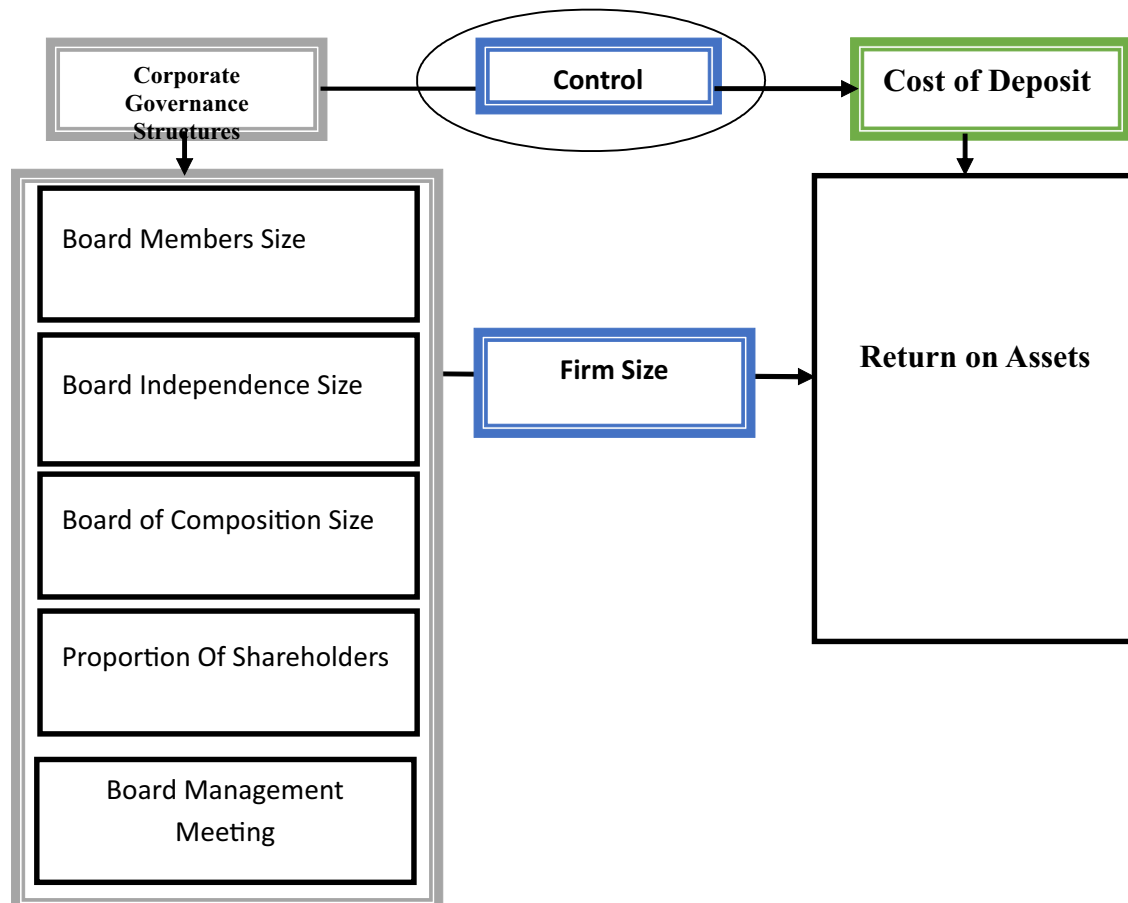 Corporate
Governance
Structures
Control
Cost of Deposit
Board Members Size
Board Independence Size
Board of Composition Size
Proportion Of Shareholders
Board Management
Meeting
Firm Size
Return on Assets